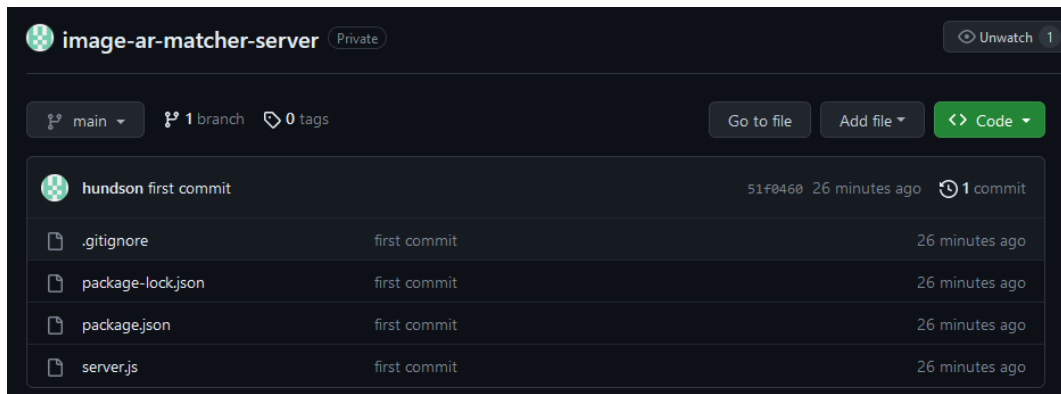 image-ar-matcher-server Private Unwatch 1
main 1 branch 0 tags Go to file Add file <> Code
hundson first commit 51f0460 26 minutes ago 1 commit
.gitignore first commit 26 minutes ago
package-lock.json first commit 26 minutes ago
package.json first commit 26 minutes ago
server.js first commit 26 minutes ago